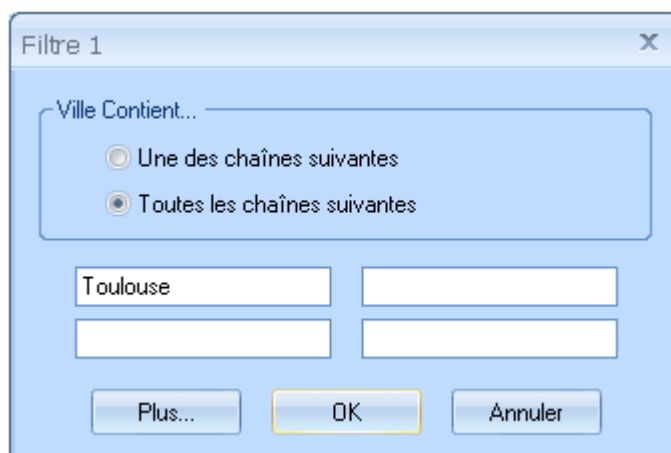 Filtre 1
Ville Contient...
Une des chaînes suivantes
Toutes les chaînes suivantes
Toulouse
Plus... OK Annuler